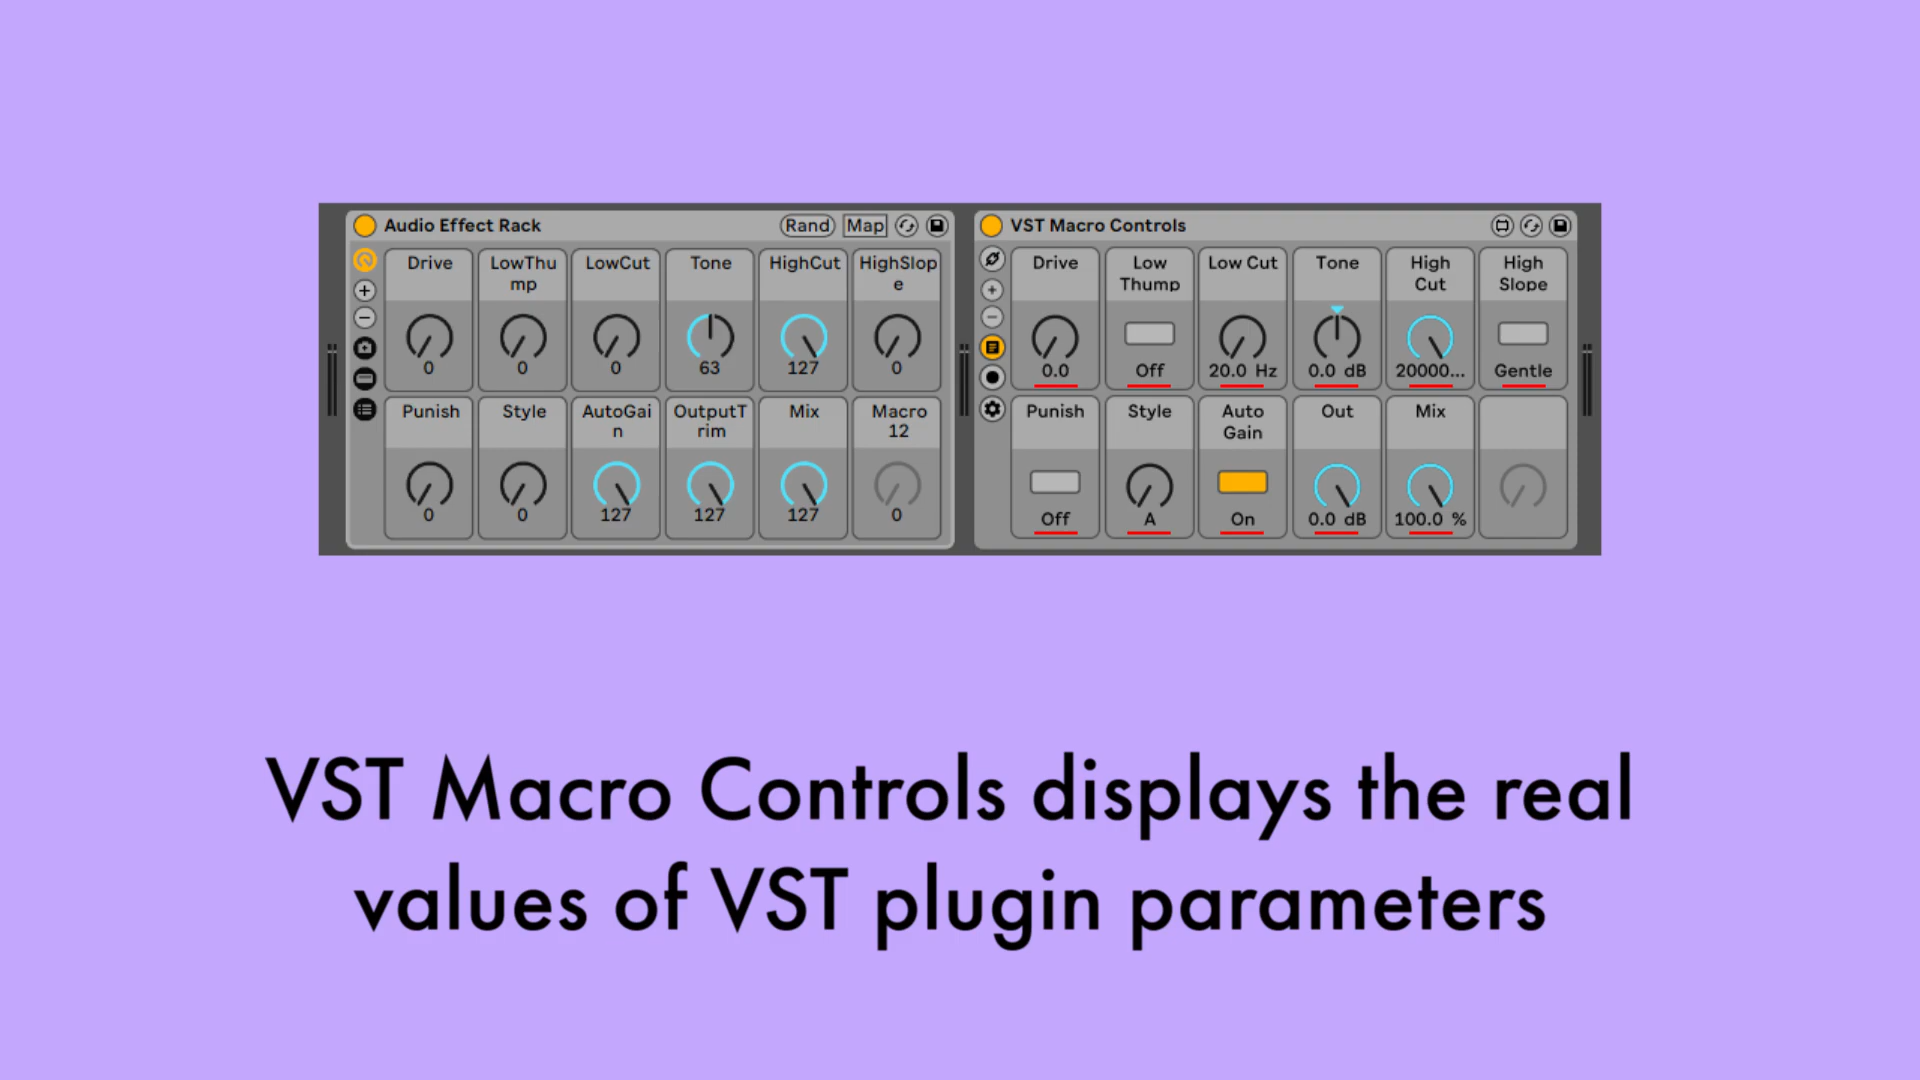 Audio Effect Rack Rand Map
Drive LowThu LowCut Tone HighCut HighSlop
mp e
0 0 0 63 127 0
Punish Style AutoGai OutputT Mix Macro
n rim 12
0 0 127 127 127 0
VST Macro Controls
Drive Low Low Cut Tone High High
Thump Cut Slope
0.0 Off 20.0 Hz 0.0 dB 20000... Gentle
Punish Style Auto Out Mix
Gain
Off A On 0.0 dB 100.0 %
VST Macro Controls displays the real
values of VST plugin parameters